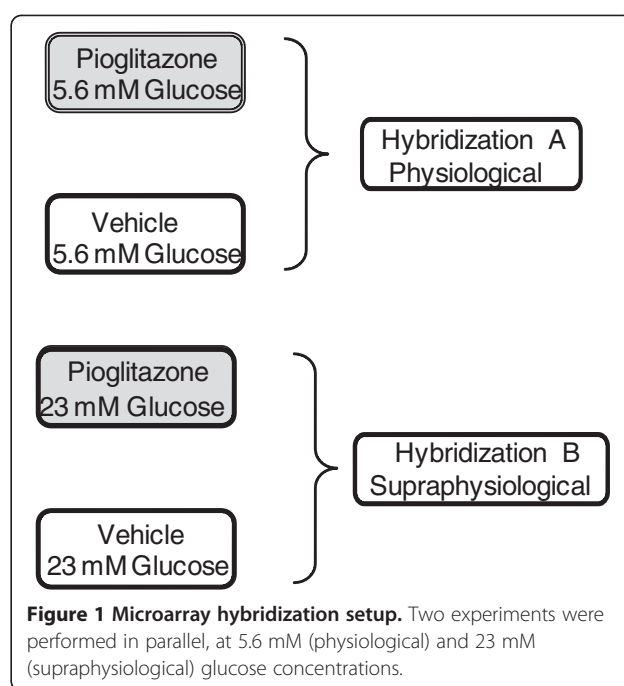 Pioglitazone
5.6 mM Glucose
Hybridization A
Physiological
Vehicle
5.6 mM Glucose
Pioglitazone
23 mM Glucose
Hybridization B
Supraphysiological
Vehicle
23 mM Glucose
Figure 1 Microarray hybridization setup. Two experiments were
performed in parallel, at 5.6 mM (physiological) and 23 mM
(supraphysiological) glucose concentrations.